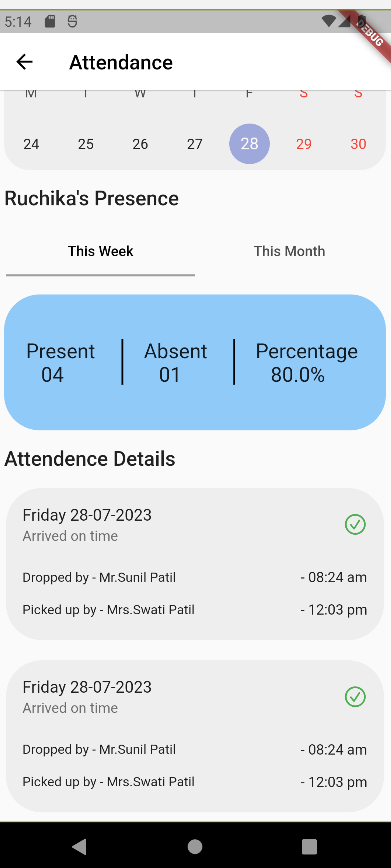 5:14
DEBUG
Attendance
M T W T F S S
24 25 26 27 28 29 30
Ruchika's Presence
This Week This Month
Present Absent Percentage
04 01 80.0%
Attendence Details
Friday 28-07-2023
Arrived on time
Dropped by - Mr.Sunil Patil - 08:24 am
Picked up by - Mrs.Swati Patil - 12:03 pm
Friday 28-07-2023
Arrived on time
Dropped by - Mr.Sunil Patil - 08:24 am
Picked up by - Mrs.Swati Patil - 12:03 pm